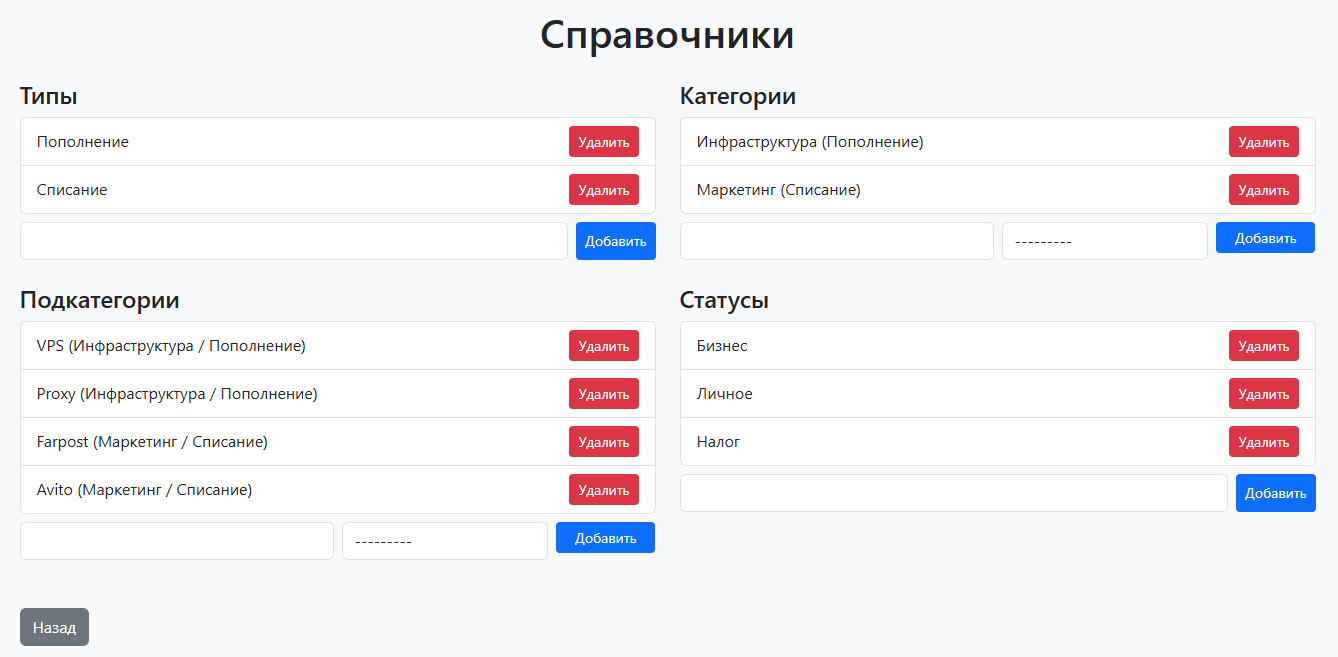 Справочники
Типы
Пополнение Удалить
Списание Удалить
Добавить
Категории
Инфраструктура (Пополнение) Удалить
Маркетинг (Списание) Удалить
--------- Добавить
Подкатегории
VPS (Инфраструктура / Пополнение) Удалить
Proxy (Инфраструктура / Пополнение) Удалить
Farpost (Маркетинг / Списание) Удалить
Avito (Маркетинг / Списание) Удалить
--------- Добавить
Статусы
Бизнес Удалить
Личное Удалить
Налог Удалить
Добавить
Назад